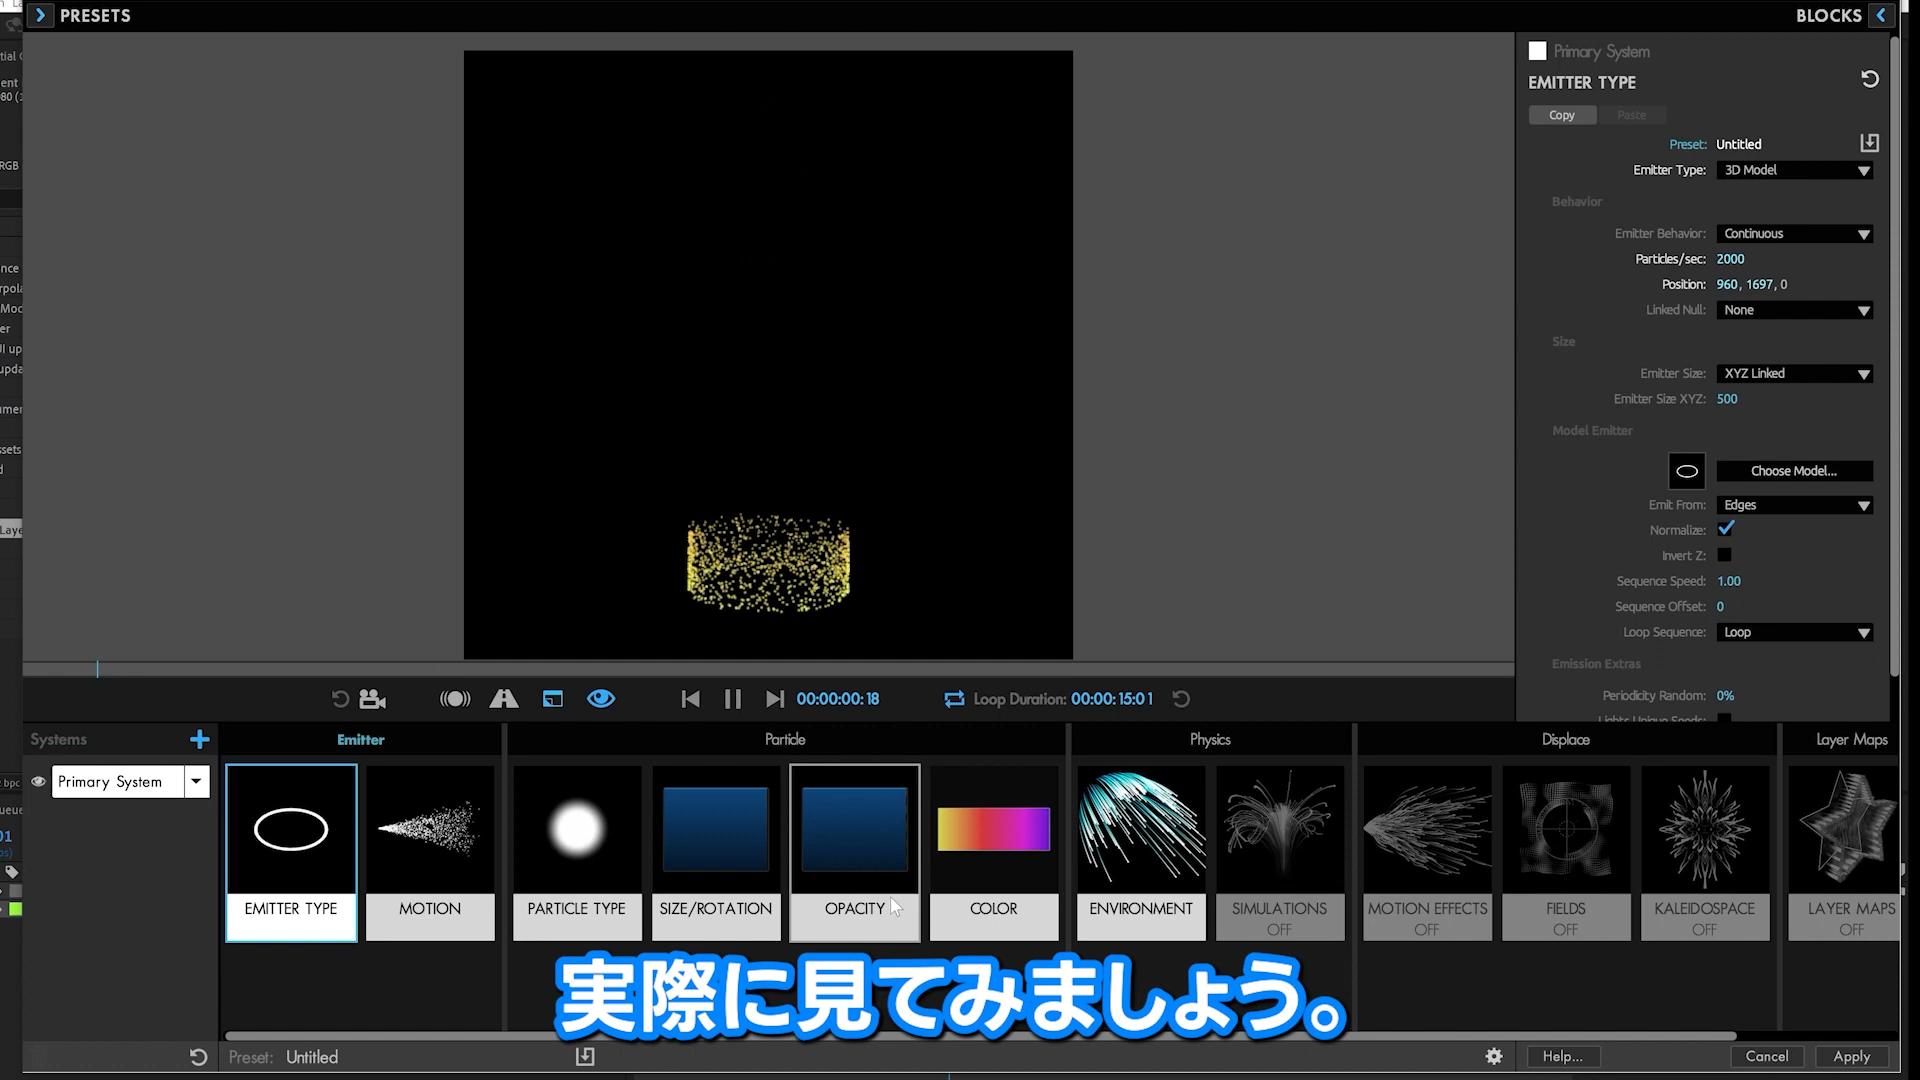 PRESETS
BLOCKS
Primary System
EMITTER TYPE
Copy
Paste
Preset: Untitled
Emitter Type: 3D Model
Behavior
Emitter Behavior: Continuous
Particles/sec: 2000
Position: 960, 1697, 0
Linked Null: None
Size
Emitter Size: XYZ Linked
Emitter Size XYZ: 500
Model Emitter
Choose Model...
Emit From: Edges
Normalize:
Invert Z:
Sequence Speed: 1.00
Sequence Offset: 0
Loop Sequence: Loop
Emission Extras
Periodicity Random: 0%
00:00:00:18
Loop Duration: 00:00:15:01
Systems
Emitter
Particle
Physics
Displace
Layer Maps
Primary System
EMITTER TYPE
MOTION
PARTICLE TYPE
SIZE/ROTATION
OPACITY
COLOR
ENVIRONMENT
SIMULATIONS
OFF
MOTION EFFECTS
OFF
FIELDS
OFF
KALEIDOSPACE
OFF
LAYER MAPS
OFF
実際に見てみましょう。
Preset: Untitled
Help...
Cancel
Apply